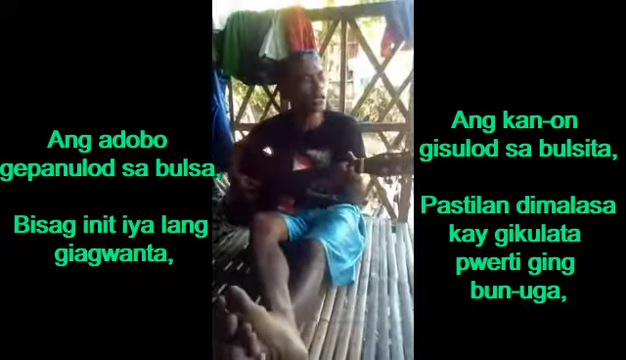 Ang adobo
gepanulod sa bulsa,
Bisag init iya lang
giagwanta,
Ang kan-on
gisulod sa bulsita,
Pastilan dimalasa
kay gikulata
pwerti ging
bun-uga,